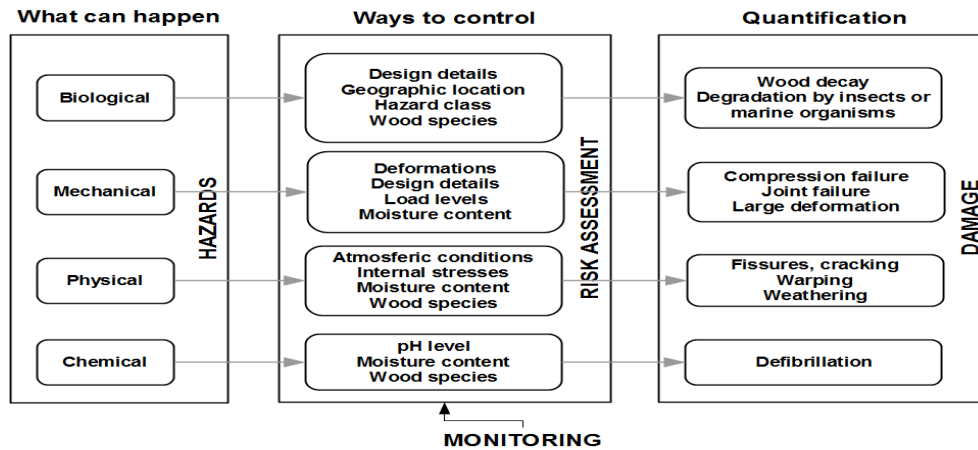 What can happen
Ways to control
Quantification
Biological
Design details
Geographic location
Hazard class
Wood species
Wood decay
Degradation by insects or
marine organisms
Mechanical
Deformations
Design details
Load levels
Moisture content
Compression failure
Joint failure
Large deformation
HAZARDS
RISK ASSESSMENT
DAMAGE
Physical
Atmosferic conditions
Internal stresses
Moisture content
Wood species
Fissures, cracking
Warping
Weathering
Chemical
pH level
Moisture content
Wood species
Defibrillation
MONITORING